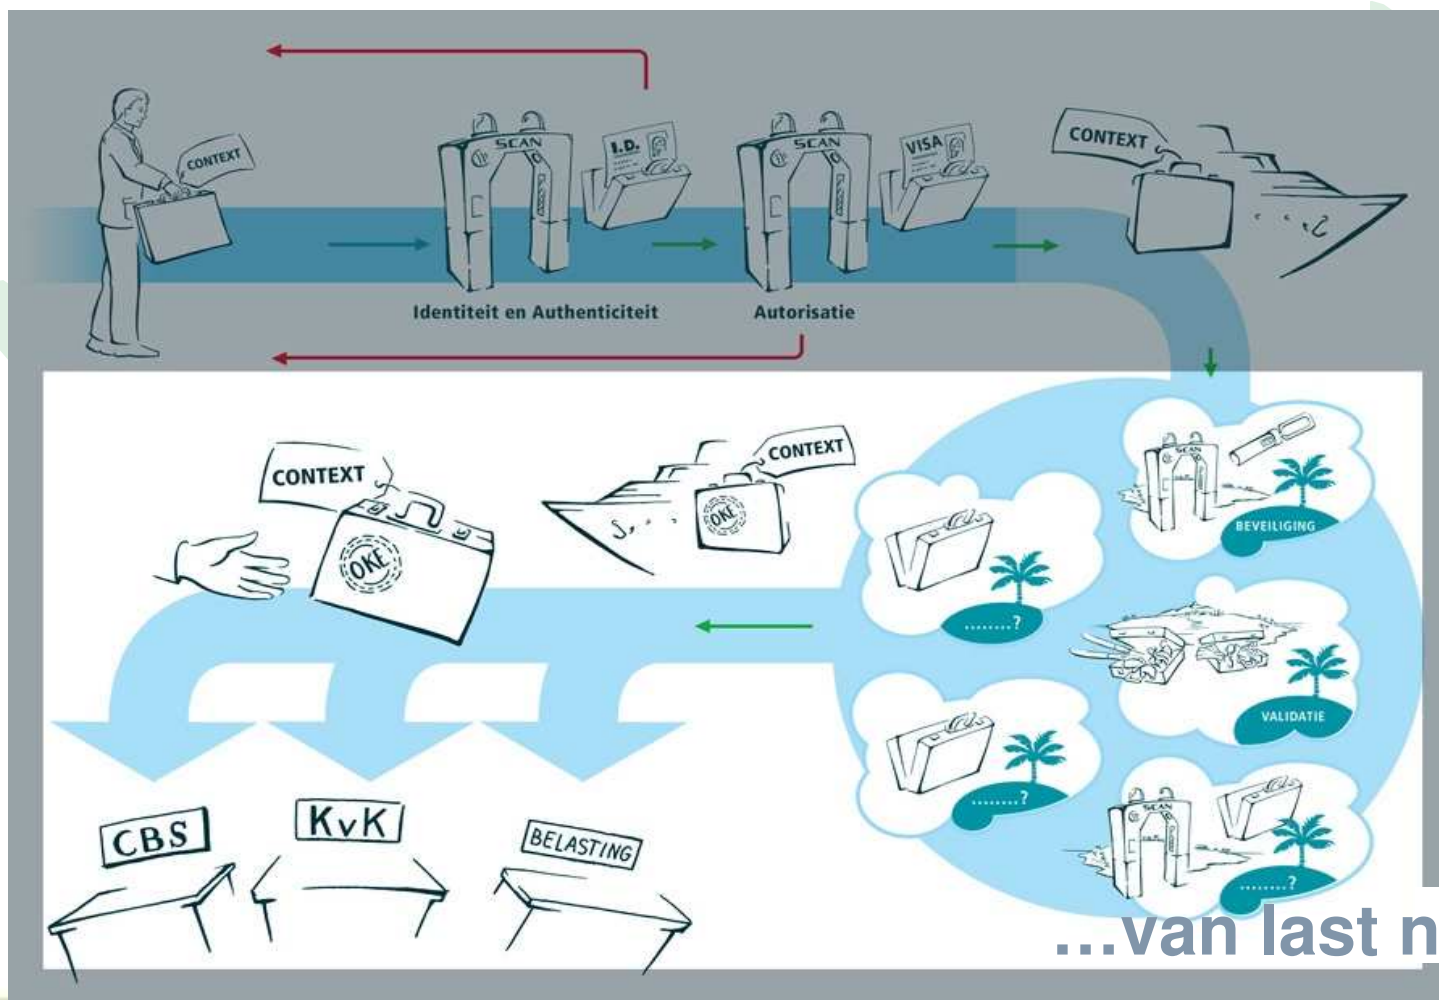 CONTEXT
SCAN
I.D.
SCAN
VISA
CONTEXT
Identiteit en Authenticiteit
Autorisatie
CONTEXT
OKE
CONTEXT
OKE
SCAN
BEVEILIGING
........?
VALIDATIE
........?
SCAN
........?
CBS
KvK
BELASTING
...van last n